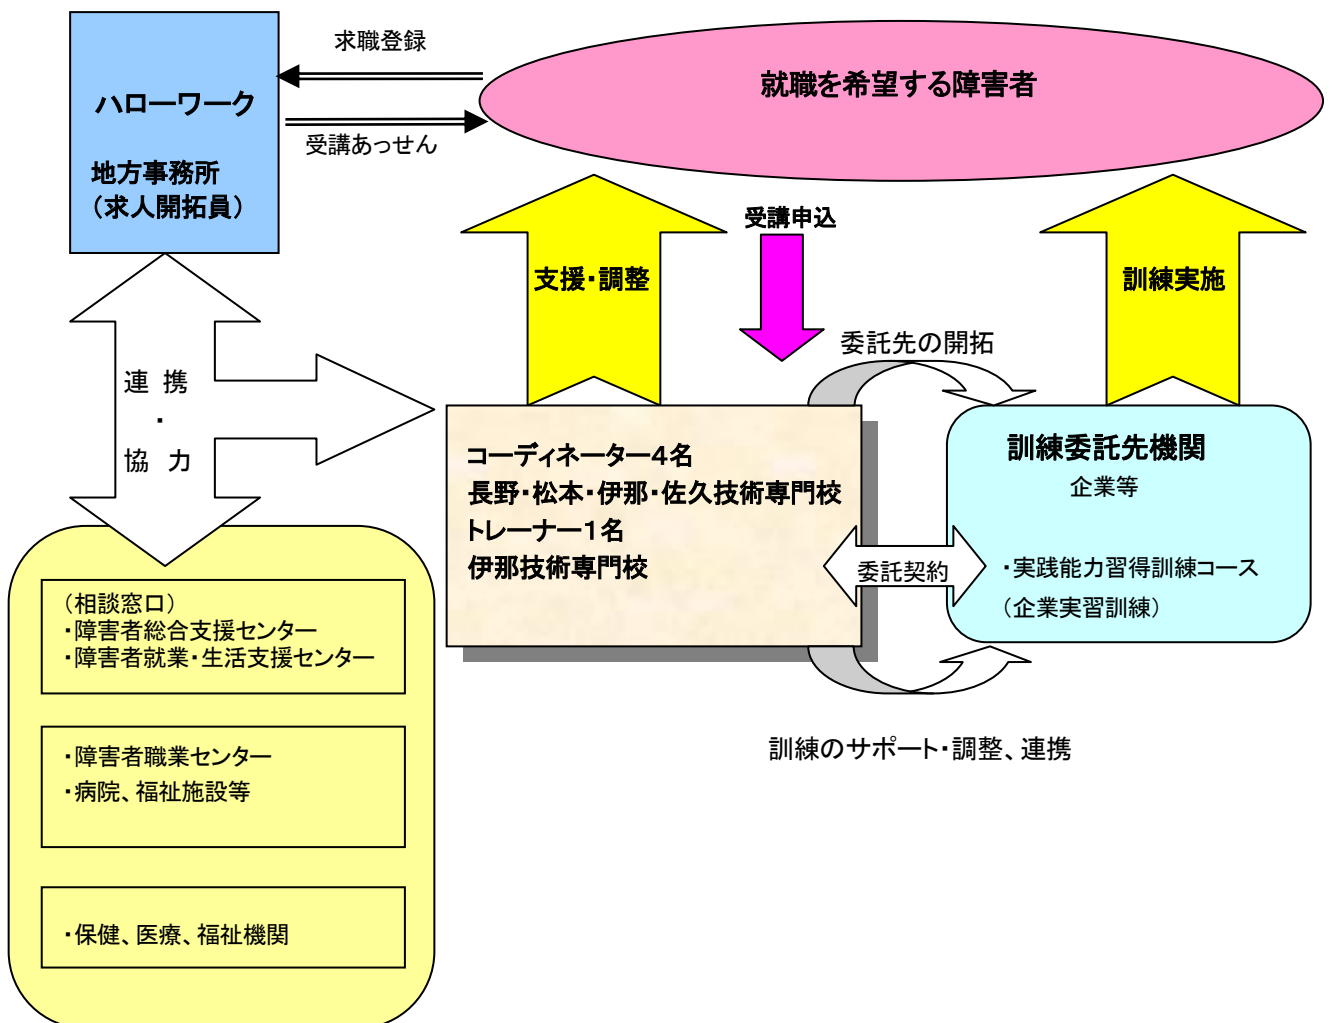 求職登録
就職を希望する障害者
ハローワーク
受講あっせん
地方事務所
（求人開拓員）
受講申込
支援・調整
訓練実施
委託先の開拓
連 携
・
協 力
コーディネーター４名
長野・松本・伊那・佐久技術専門校
トレーナー１名
伊那技術専門校
訓練委託先機関
企業等
委託契約
・実践能力習得訓練コース
（企業実習訓練）
（相談窓口）
・障害者総合支援センター
・障害者就業・生活支援センター
訓練のサポート・調整、連携
・障害者職業センター
・病院、福祉施設等
・保健、医療、福祉機関